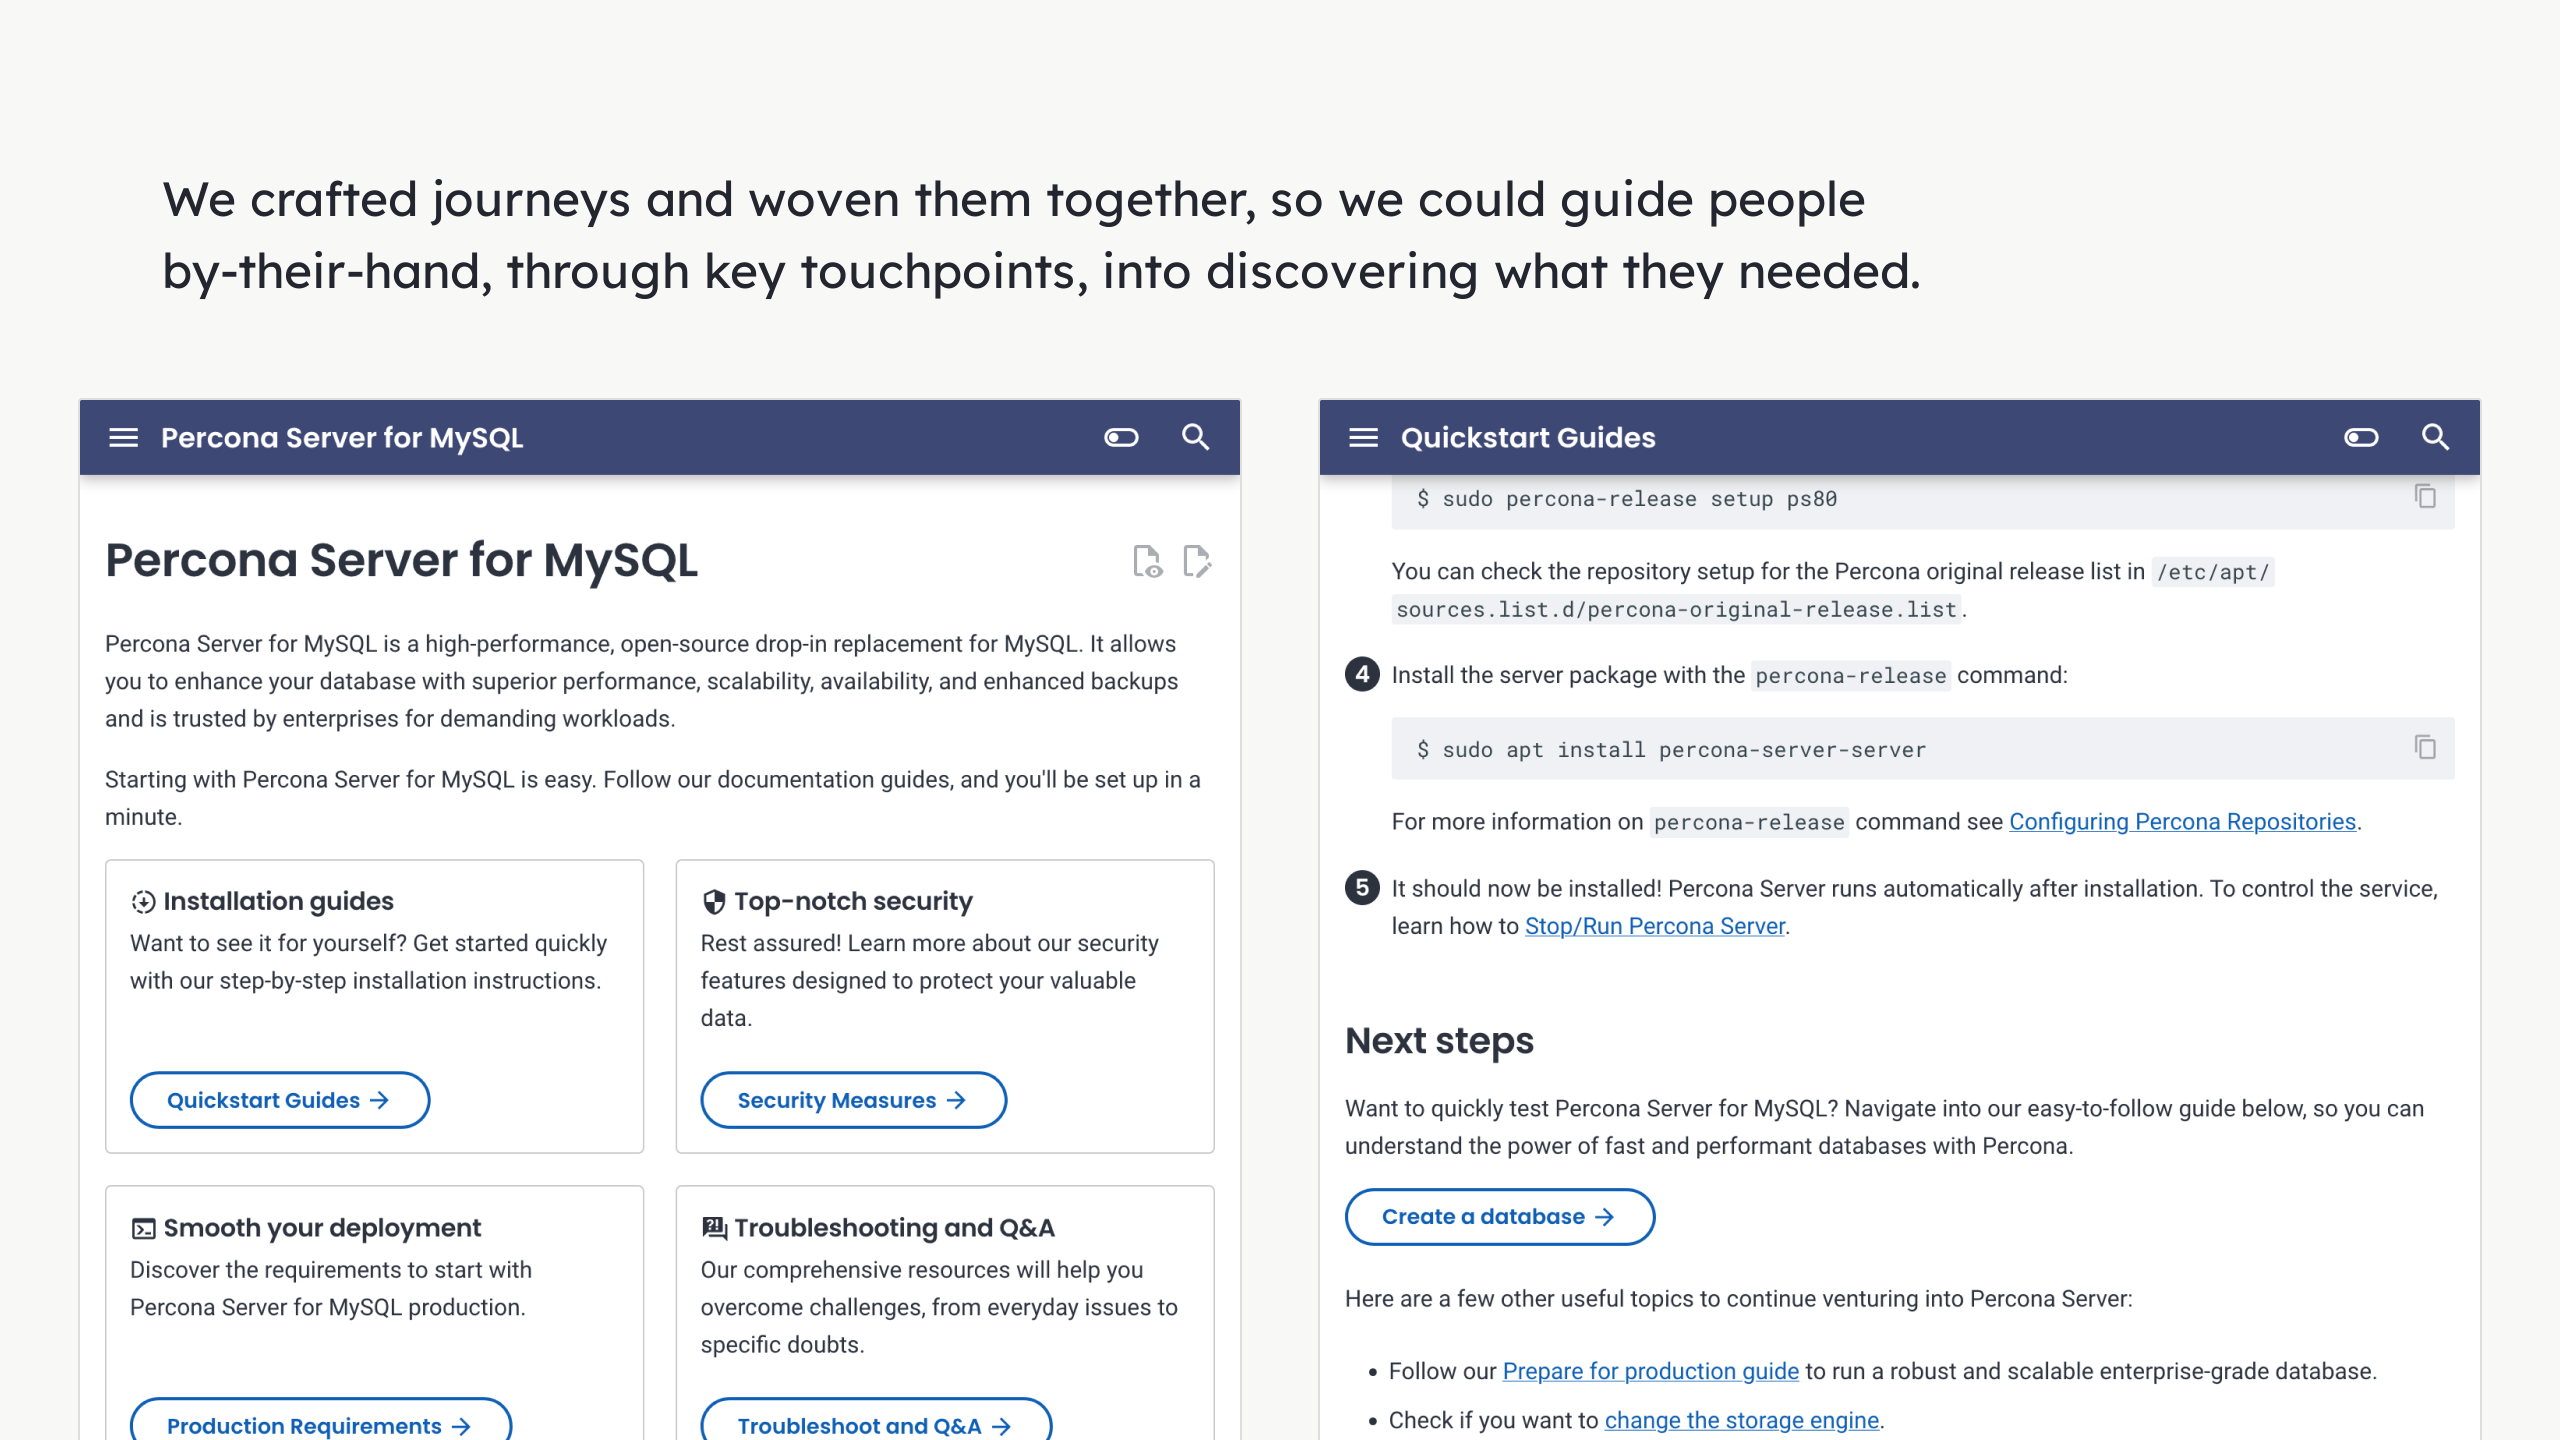 We crafted journeys and woven them together, so we could guide people
by-their-hand, through key touchpoints, into discovering what they needed.
Percona Server for MySQL
Percona Server for MySQL
Percona Server for MySQL is a high-performance, open-source drop-in replacement for MySQL. It allows
you to enhance your database with superior performance, scalability, availability, and enhanced backups
and is trusted by enterprises for demanding workloads.
Starting with Percona Server for MySQL is easy. Follow our documentation guides, and you'll be set up in a
minute.
Installation guides
Want to see it for yourself? Get started quickly
with our step-by-step installation instructions.
Quickstart Guides →
Top-notch security
Rest assured! Learn more about our security
features designed to protect your valuable
data.
Security Measures →
Smooth your deployment
Discover the requirements to start with
Percona Server for MySQL production.
Production Requirements →
Troubleshooting and Q&A
Our comprehensive resources will help you
overcome challenges, from everyday issues to
specific doubts.
Troubleshoot and Q&A →
Quickstart Guides
$ sudo percona-release setup ps80
You can check the repository setup for the Percona original release list in /etc/apt/
sources.list.d/percona-original-release.list.
4 Install the server package with the percona-release command:
$ sudo apt install percona-server-server
For more information on percona-release command see Configuring Percona Repositories.
5 It should now be installed! Percona Server runs automatically after installation. To control the service,
learn how to Stop/Run Percona Server.
Next steps
Want to quickly test Percona Server for MySQL? Navigate into our easy-to-follow guide below, so you can
understand the power of fast and performant databases with Percona.
Create a database →
Here are a few other useful topics to continue venturing into Percona Server:
• Follow our Prepare for production guide to run a robust and scalable enterprise-grade database.
• Check if you want to change the storage engine.